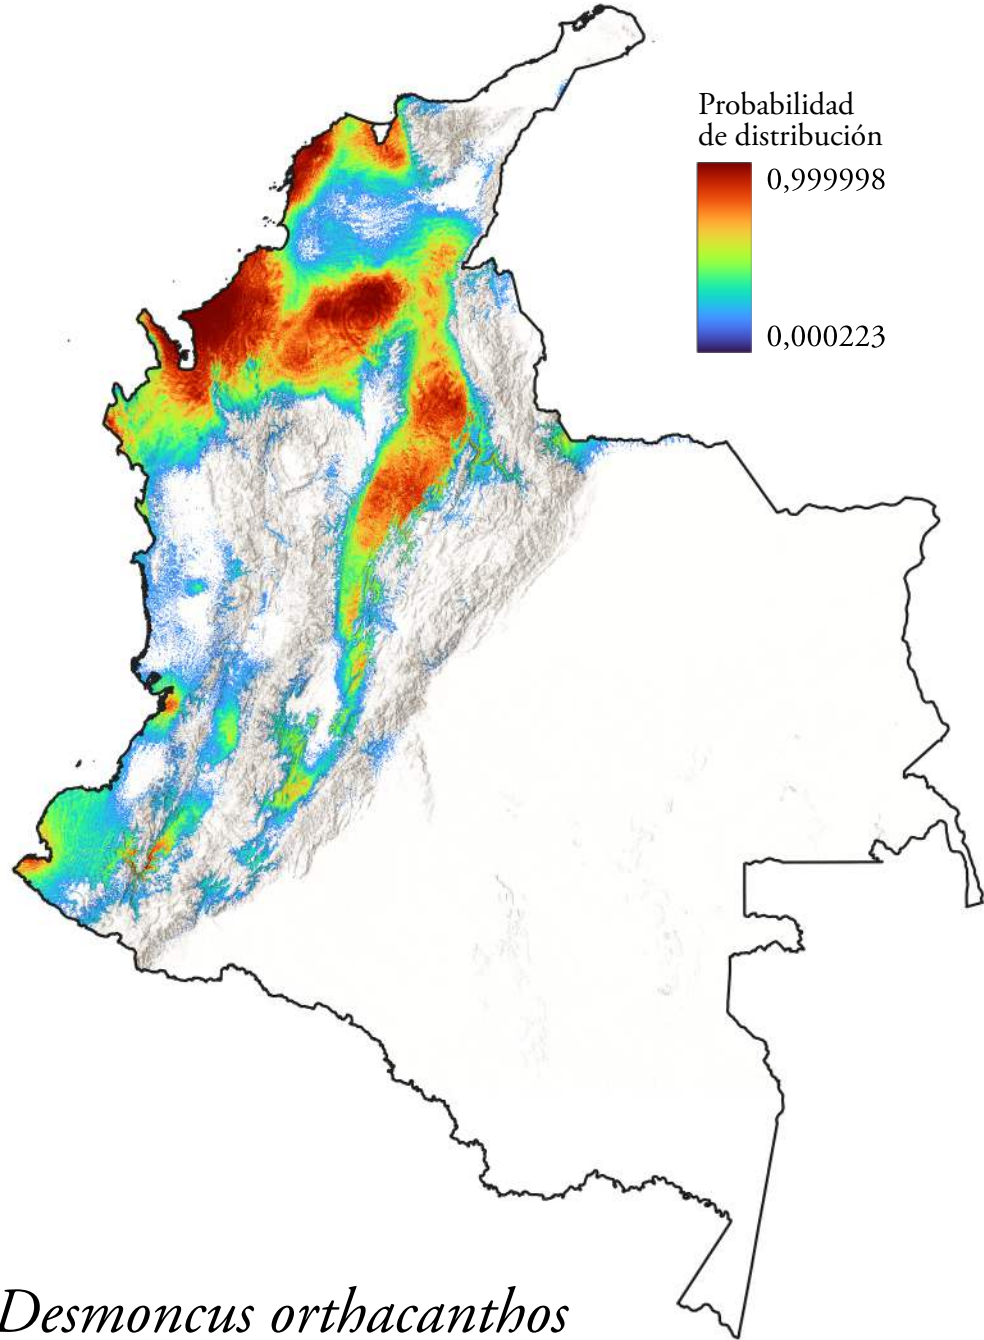 Probabilidad
de distribución
0,999998
0,000223
Desmoncus orthacanthos